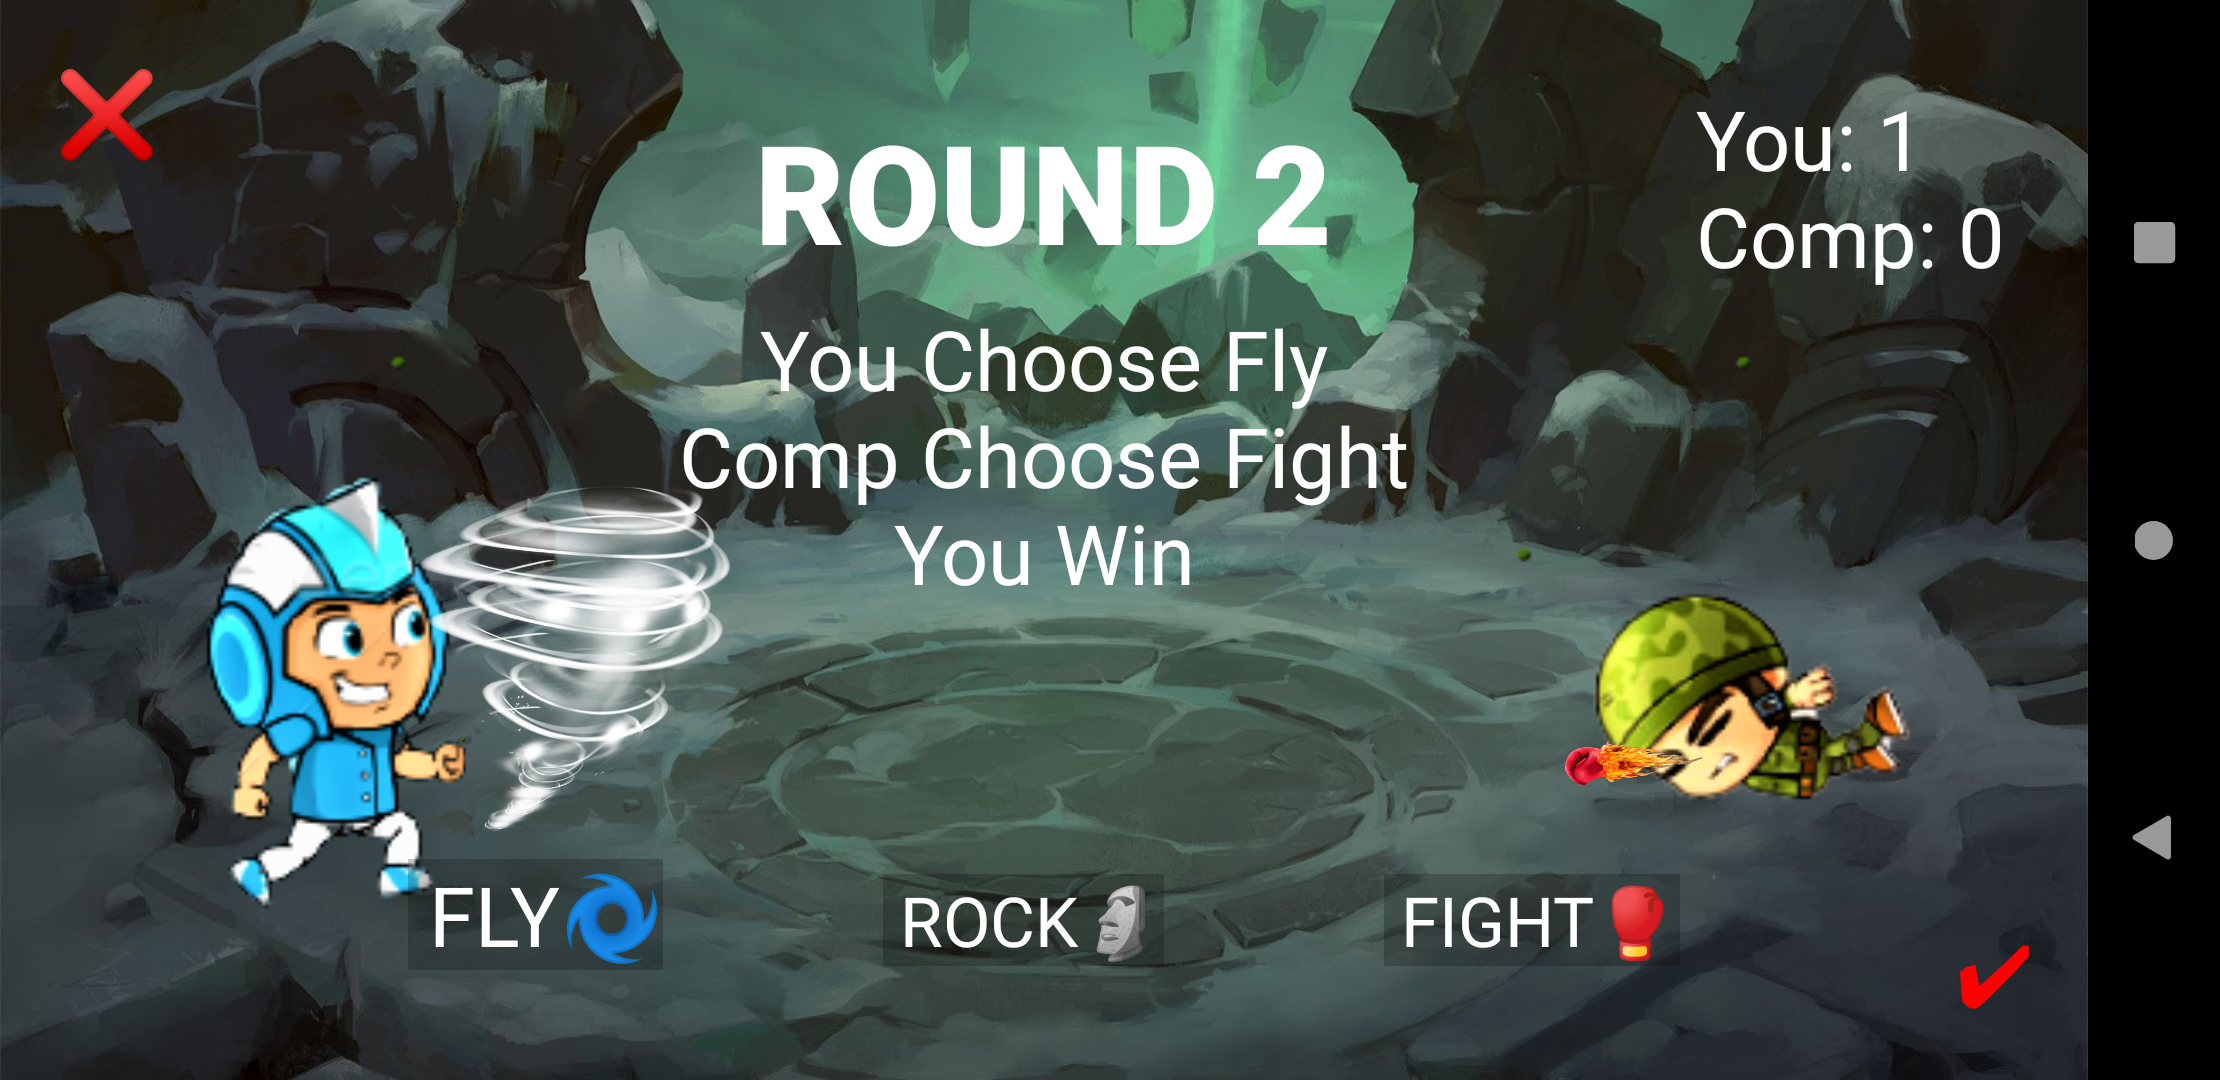 ROUND 2
You: 1
Comp: 0
You Choose Fly
Comp Choose Fight
You Win
FLY
ROCK
FIGHT